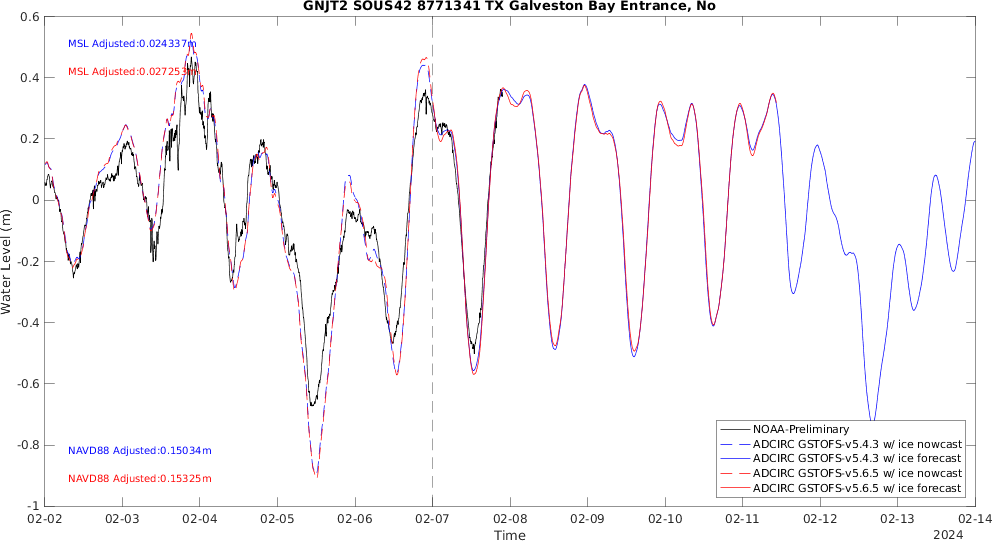 GNJT2 SOUS42 8771341 TX Galveston Bay Entrance, No
0.6
MSL Adjusted:0.024337m
MSL Adjusted:0.027253m
0.4
0.2
0
-0.2
-0.4
-0.6
-0.8
-1
Water Level (m)
NAVD88 Adjusted:0.15034m
NAVD88 Adjusted:0.15325m
NOAA-Preliminary
ADCIRC GSTOFS-v5.4.3 w/ ice nowcast
ADCIRC GSTOFS-v5.4.3 w/ ice forecast
ADCIRC GSTOFS-v5.6.5 w/ ice nowcast
ADCIRC GSTOFS-v5.6.5 w/ ice forecast
02-02 02-03 02-04 02-05 02-06 02-07 02-08 02-09 02-10 02-11 02-12 02-13 02-14
Time
2024